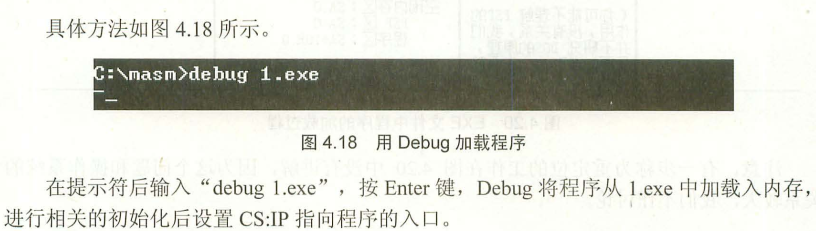 具体方法如图 4.18 所示。
C:\masm>debug 1.exe
-_
图 4.18 用 Debug 加载程序
在提示符后输入“debug 1.exe”，按 Enter 键，Debug 将程序从 1.exe 中加载入内存，
进行相关的初始化后设置 CS:IP 指向程序的入口。